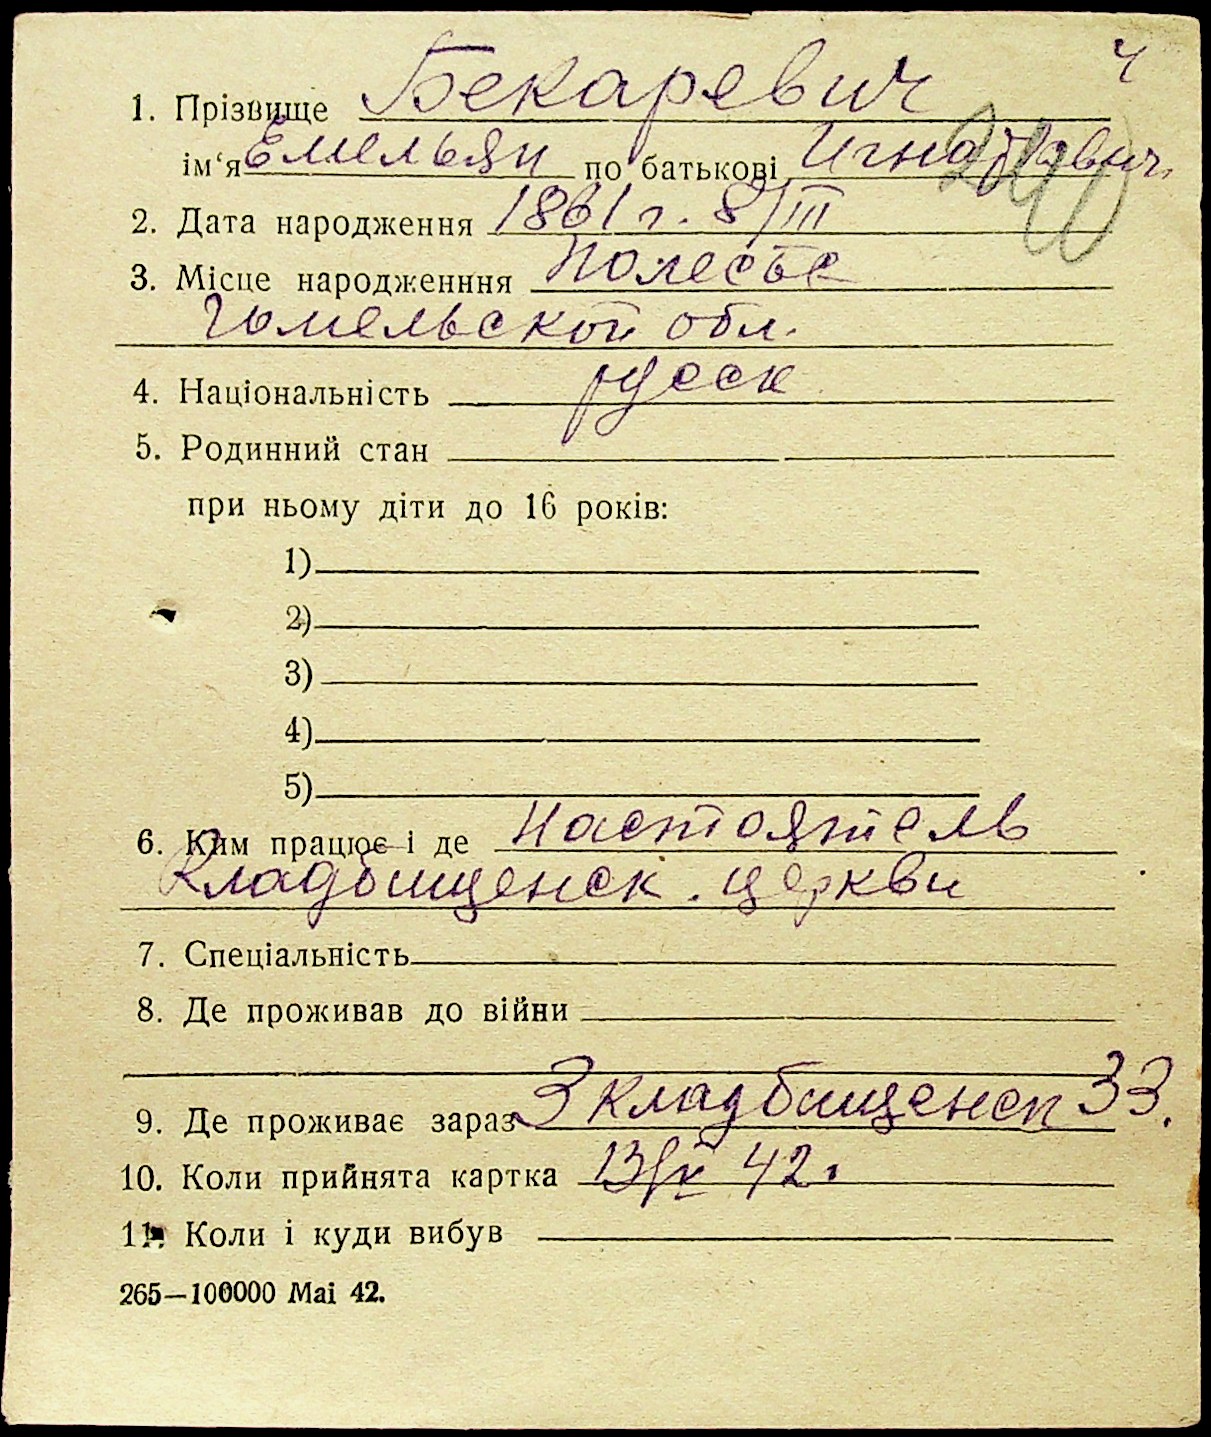 ч
1. Прізвище Бекаревич
ім‘я Емельян по батькові Игнатьевич.
240
2. Дата народження 1861 г. 8/III
3. Місце народженння Полесье
Гомельской обл.
4. Національність русск
5. Родинний стан
при ньому діти до 16 років:
1)
2)
3)
4)
5)
6. Ким працює і де Настоятель
Кладбищенск. церкви
7. Спеціальність
8. Де проживав до війни
9. Де проживає зараз 3 Кладбищенск 33.
10. Коли прийнята картка 42г
11. Коли і куди вибув
265—100000 Mai 42.